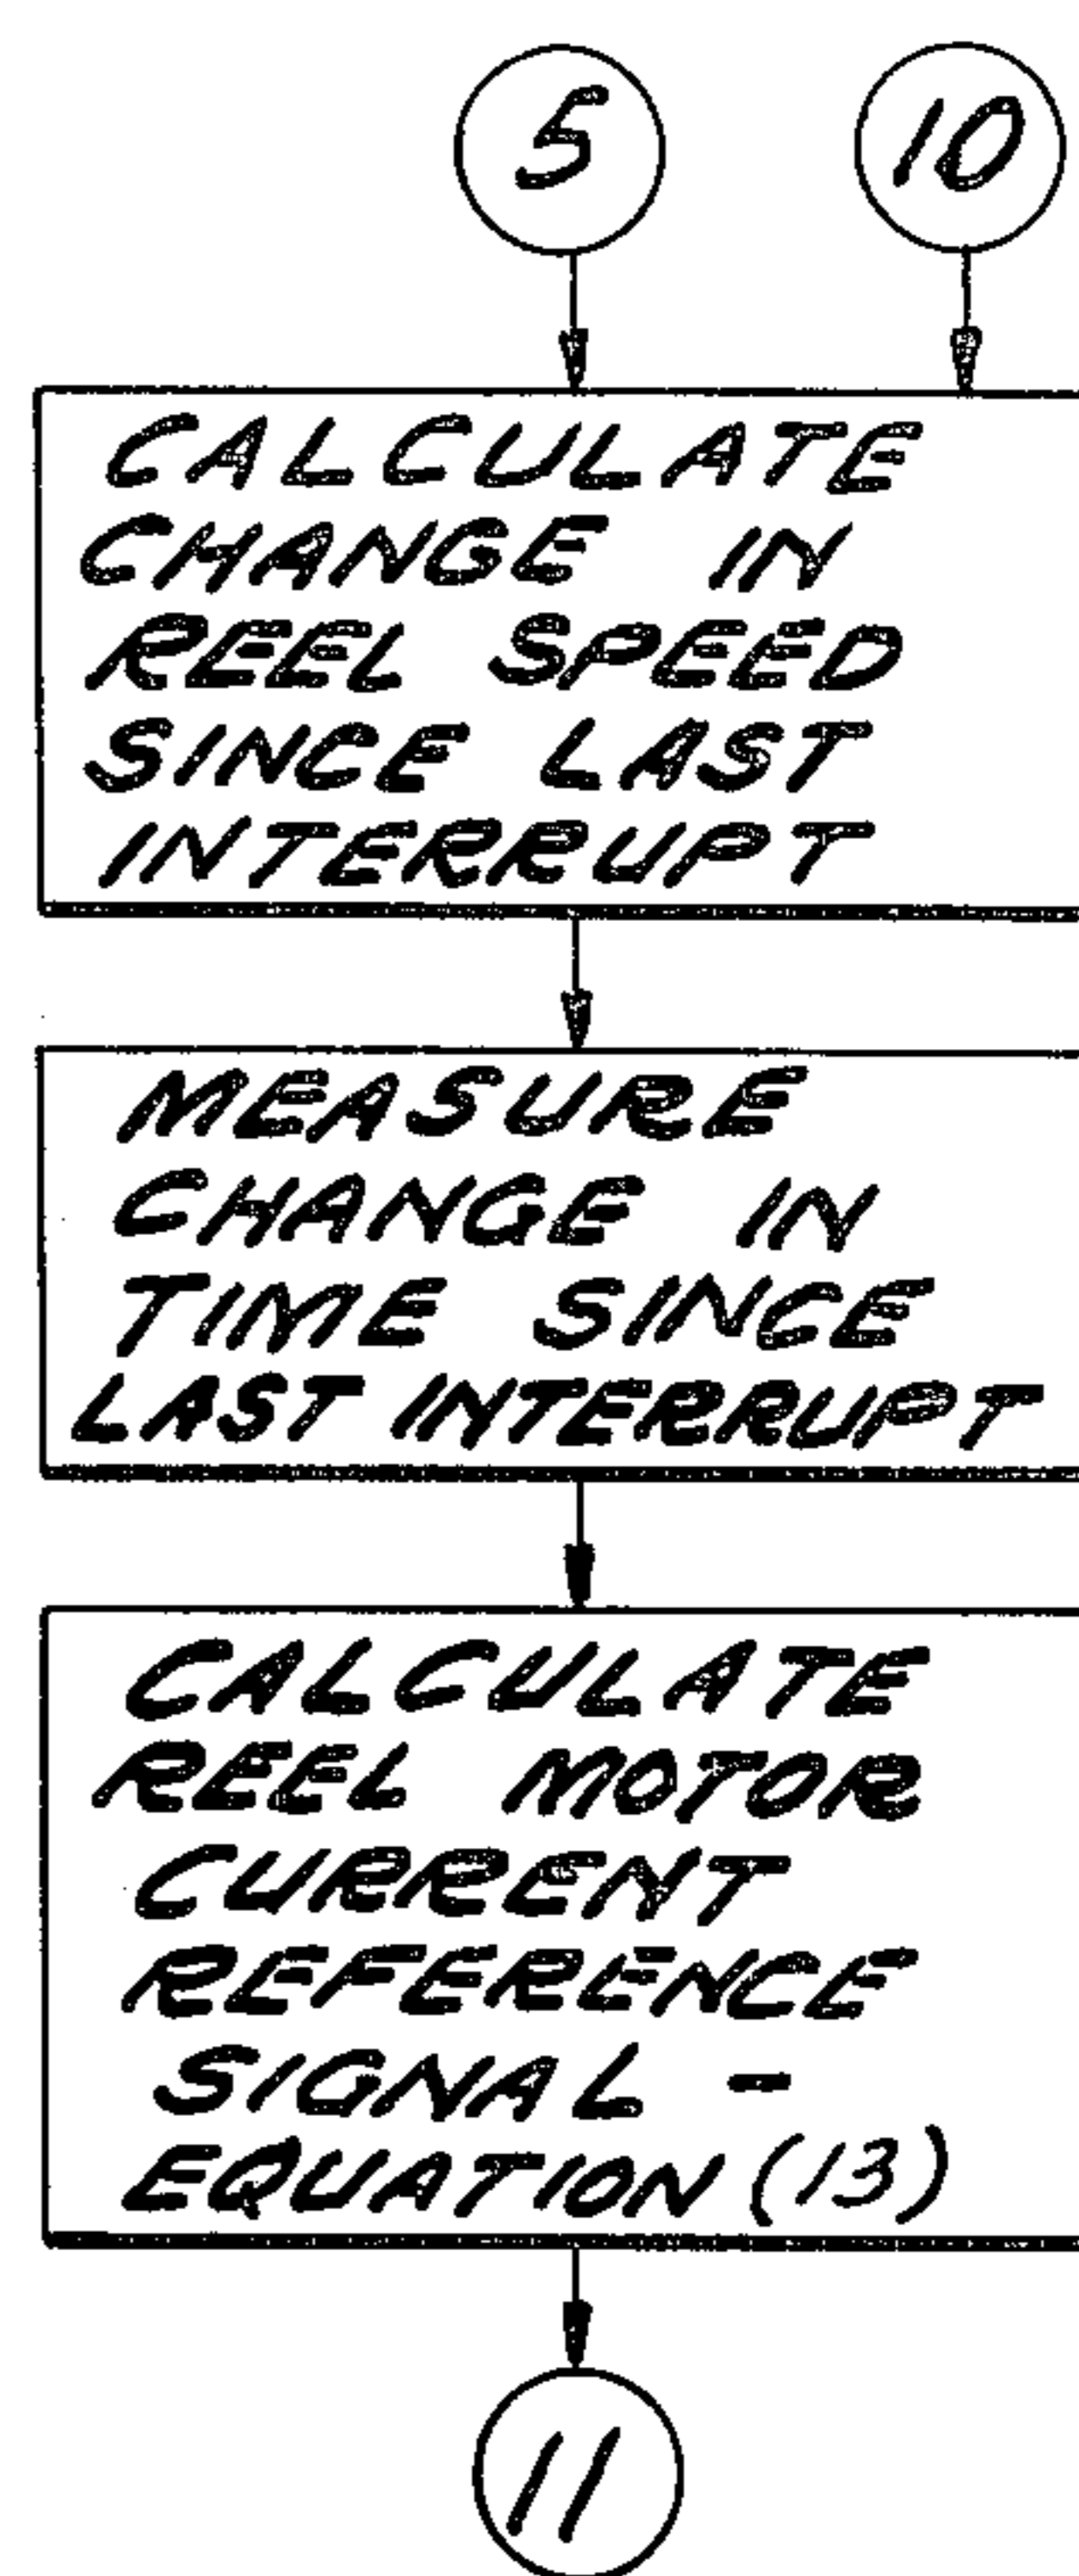 5 10
CALCULATE
CHANGE IN
REEL SPEED
SINCE LAST
INTERRUPT
MEASURE
CHANGE IN
TIME SINCE
LAST INTERRUPT
CALCULATE
REEL MOTOR
CURRENT
REFERENCE
SIGNAL -
EQUATION (13)
11